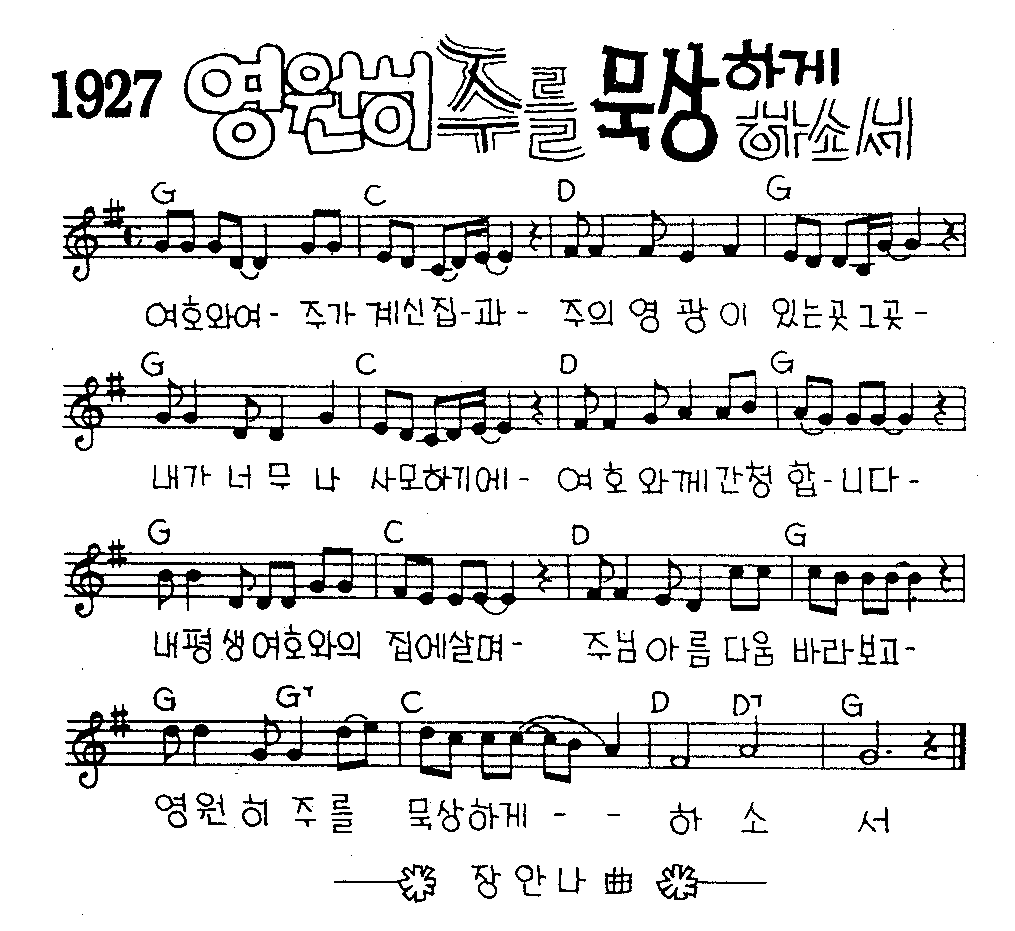 1927 영원히 주를 묵상하게 하소서
G C D G
여호와여- 주가 계신집-과- 주의 영 광 이 있는곳 그곳-
G C D G
내가 너 무 나 사모하기에- 여 호 와께 간청 합-니다-
G C D G
내평생여호와의 집에살며- 주님 아 름 다움 바라보고-
G G7 C D D7 G
영원 히 주 를 묵상하게 - - 하 소 서
장 안 나 曲